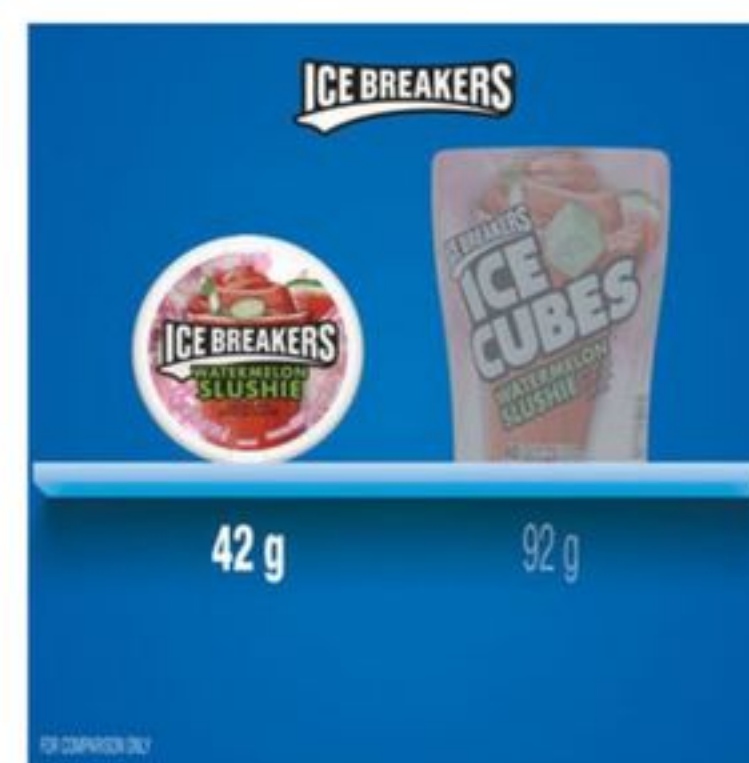 ICE BREAKERS
ICE BREAKERS
WATERMELON
SLUSHIE
ICE BREAKERS
ICE
CUBES
WATERMELON
SLUSHIE
42 g
92 g
FOR COMPARISON ONLY